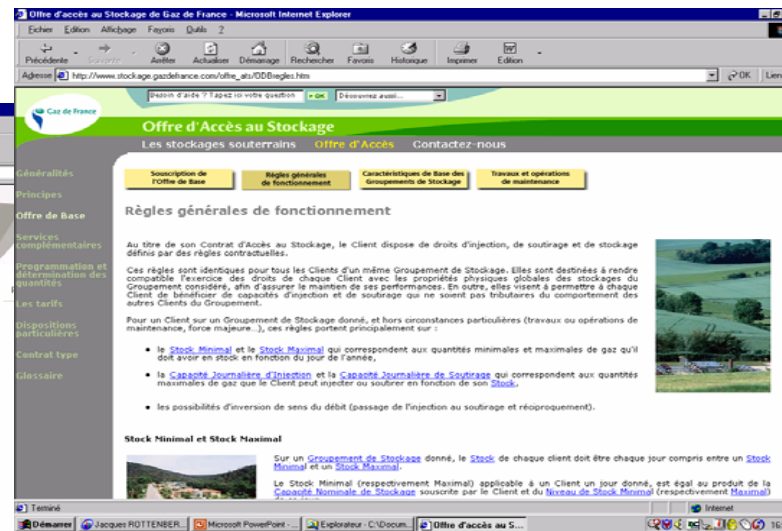 Offre d'accès au Stockage de Gaz de France - Microsoft Internet Explorer
Fichier Edition Affichage Favoris Outils ?
Précédente Suivante Arrêter Actualiser Démarrage Rechercher Favoris Historique Imprimer Edition
Adresse http://www.stockage.gazdefrance.com/offre_ats/ODBregles.htm OK Liens
Besoin d'aide ? Tapez ici votre question OK Découvrez aussi...
Gaz de France
Offre d'Accès au Stockage
Les stockages souterrains Offre d'Accès Contactez-nous
Souscription de l'Offre de Base
Règles générales de fonctionnement
Caractéristiques de Base des Groupements de Stockage
Travaux et opérations de maintenance
Généralités
Principes
Offre de Base
Services complémentaires
Programmation et détermination des quantités
Les tarifs
Dispositions particulières
Contrat type
Glossaire
Règles générales de fonctionnement
Au titre de son Contrat d'Accès au Stockage, le Client dispose de droits d'injection, de soutirage et de stockage
définis par des règles contractuelles.
Ces règles sont identiques pour tous les Clients d'un même Groupement de Stockage. Elles sont destinées à rendre
compatible l'exercice des droits de chaque Client avec les propriétés physiques globales des stockages du
Groupement considéré, afin d'assurer le maintien de ses performances. En outre, elles visent à permettre à chaque
Client de bénéficier de capacités d'injection et de soutirage qui ne soient pas tributaires du comportement des
autres Clients du Groupement.
Pour un Client sur un Groupement de Stockage donné, et hors circonstances particulières (travaux ou opérations de
maintenance, force majeure...), ces règles portent principalement sur :
• le Stock Minimal et le Stock Maximal qui correspondent aux quantités minimales et maximales de gaz qu'il
doit avoir en stock en fonction du jour de l'année,
• la Capacité Journalière d'Injection et la Capacité Journalière de Soutirage qui correspondent aux quantités
maximales de gaz que le Client peut injecter ou soutirer en fonction de son Stock,
• les possibilités d'inversion de sens du débit (passage de l'injection au soutirage et réciproquement).
Stock Minimal et Stock Maximal
Sur un Groupement de Stockage donné, le Stock de chaque client doit être chaque jour compris entre un Stock
Minimal et un Stock Maximal.
Le Stock Minimal (respectivement Maximal) applicable à un Client un jour donné, est égal au produit de la
Capacité Nominale de Stockage souscrite par le Client et du Niveau de Stock Minimal (respectivement Maximal)
Terminé Internet
Démarrer Jacques ROTTENBER... Microsoft PowerPoint - ... Explorateur - C:\Docum... Offre d'accès au S...